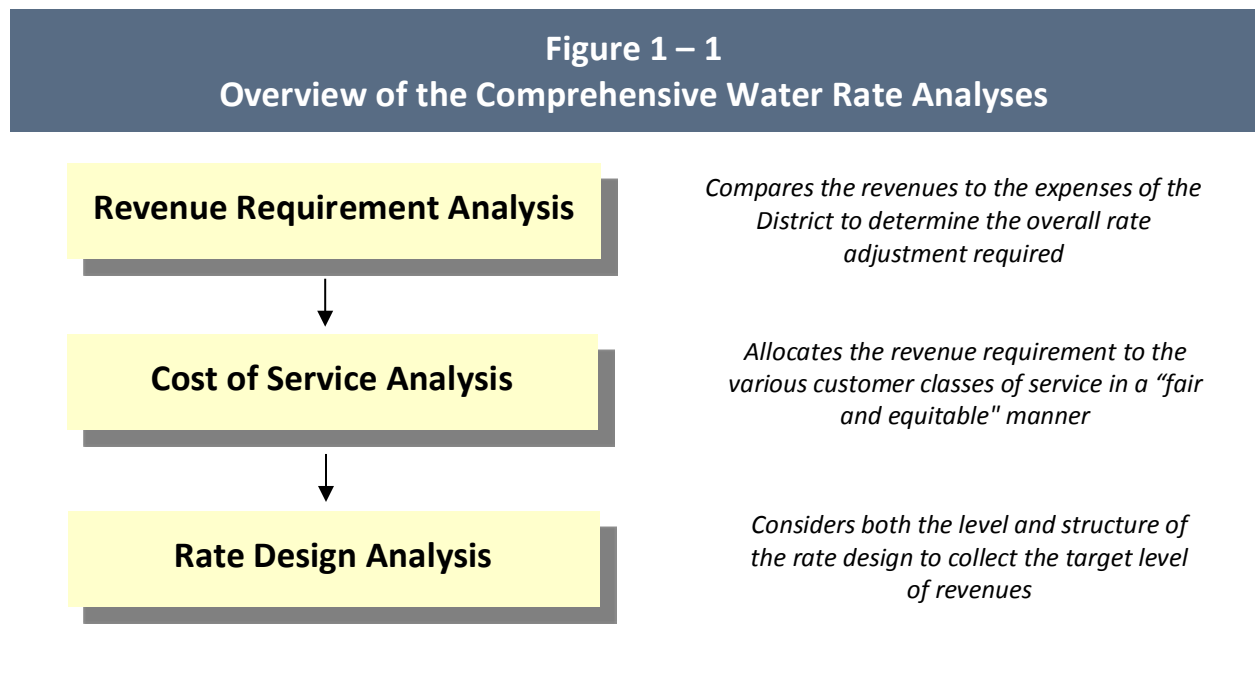 Figure 1 – 1
Overview of the Comprehensive Water Rate Analyses
Revenue Requirement Analysis
Compares the revenues to the expenses of the
District to determine the overall rate
adjustment required
Cost of Service Analysis
Allocates the revenue requirement to the
various customer classes of service in a “fair
and equitable" manner
Rate Design Analysis
Considers both the level and structure of
the rate design to collect the target level
of revenues